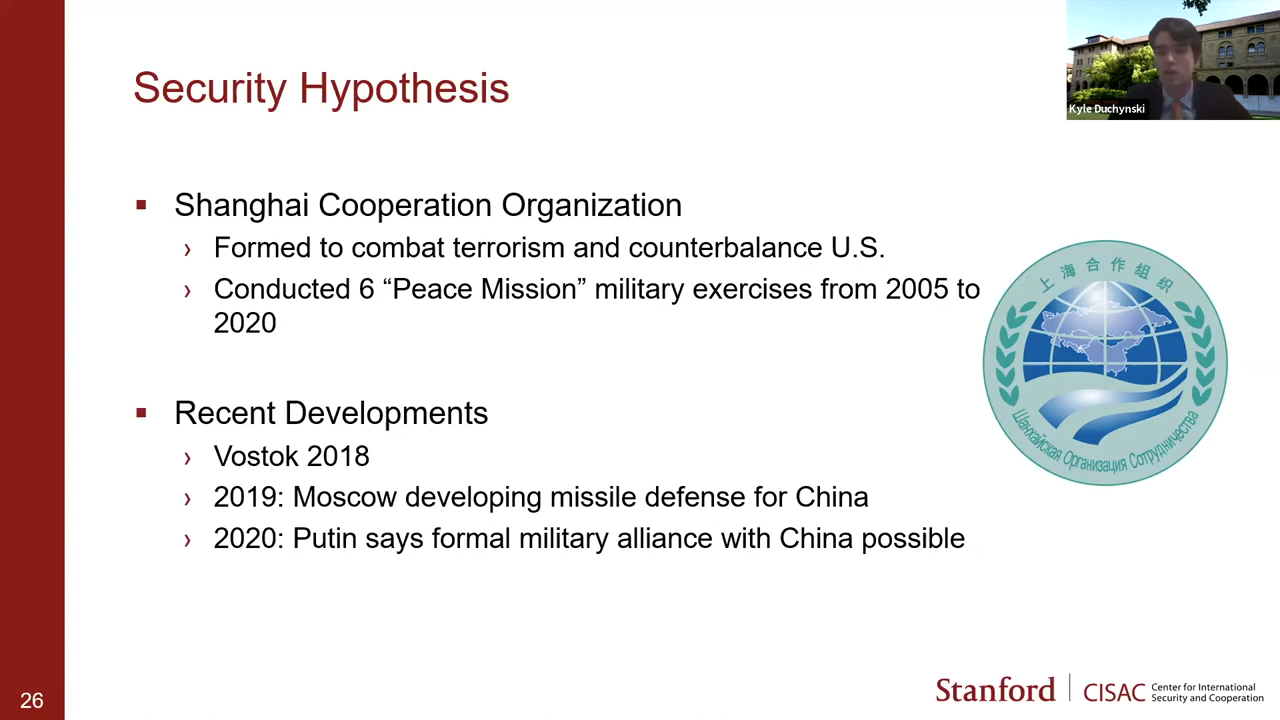 Security Hypothesis
Kyle Duchynski
▪ Shanghai Cooperation Organization
› Formed to combat terrorism and counterbalance U.S.
› Conducted 6 “Peace Mission” military exercises from 2005 to
2020
上海合作组织
Шанхайская Организация Сотрудничества
▪ Recent Developments
› Vostok 2018
› 2019: Moscow developing missile defense for China
› 2020: Putin says formal military alliance with China possible
26
Stanford
CISAC
Center for International
Security and Cooperation